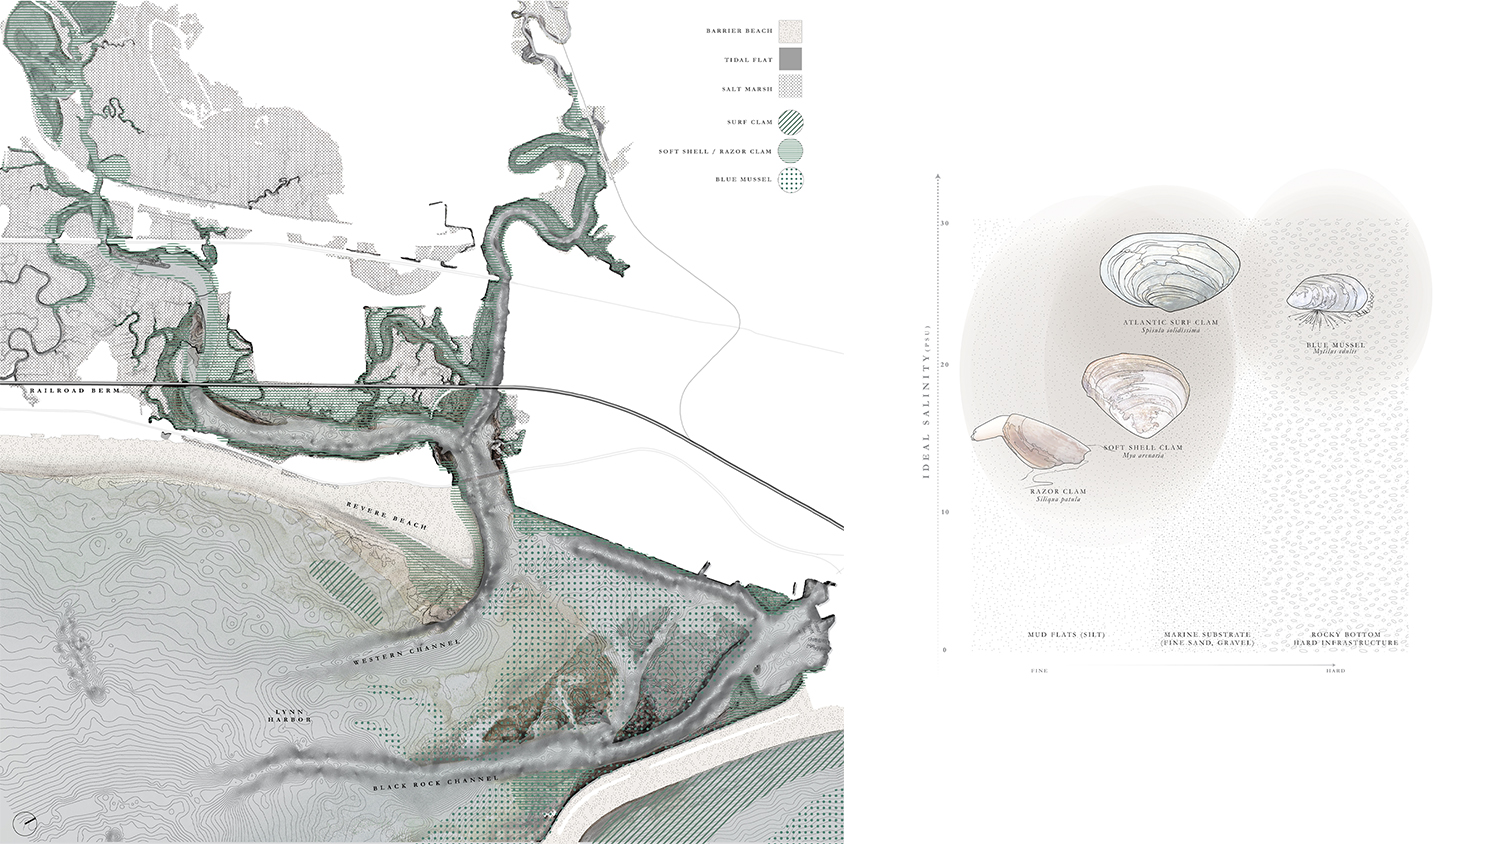 BARRIER BEACH
TIDAL FLAT
SALT MARSH
SURF CLAM
SOFT SHELL / RAZOR CLAM
BLUE MUSSEL
RAILROAD BERM
REVERE BEACH
WESTERN CHANNEL
LYNN
HARBOR
BLACK ROCK CHANNEL
IDEAL SALINITY (PSU)
30
20
10
0
ATLANTIC SURF CLAM
Spisula solidissima
BLUE MUSSEL
Mytilus edulis
SOFT SHELL CLAM
Mya arenaria
RAZOR CLAM
Siliqua patula
MUD FLATS (SILT)
MARINE SUBSTRATE
(FINE SAND, GRAVEL)
ROCKY BOTTOM
HARD INFRASTRUCTURE
FINE
HARD